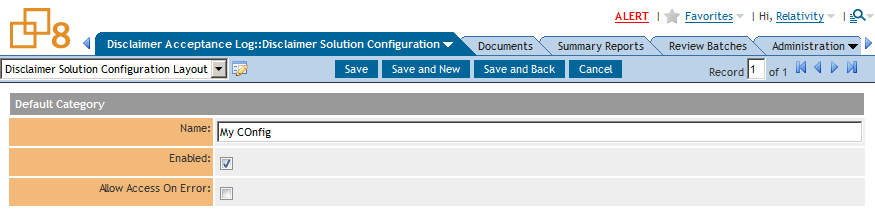 8
ALERT | Favorites | Hi, Relativity |
Disclaimer Acceptance Log::Disclaimer Solution Configuration Documents Summary Reports Review Batches Administration
Disclaimer Solution Configuration Layout Save Save and New Save and Back Cancel Record 1 of 1
Default Category
Name: My COnfig
Enabled:
Allow Access On Error: